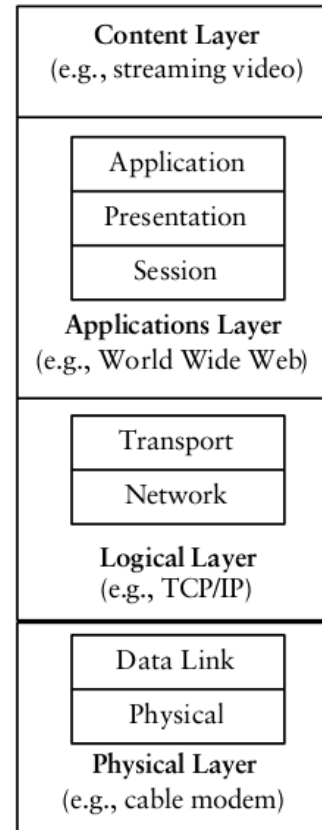 Content Layer
(e.g., streaming video)
Application
Presentation
Session
Applications Layer
(e.g., World Wide Web)
Transport
Network
Logical Layer
(e.g., TCP/IP)
Data Link
Physical
Physical Layer
(e.g., cable modem)